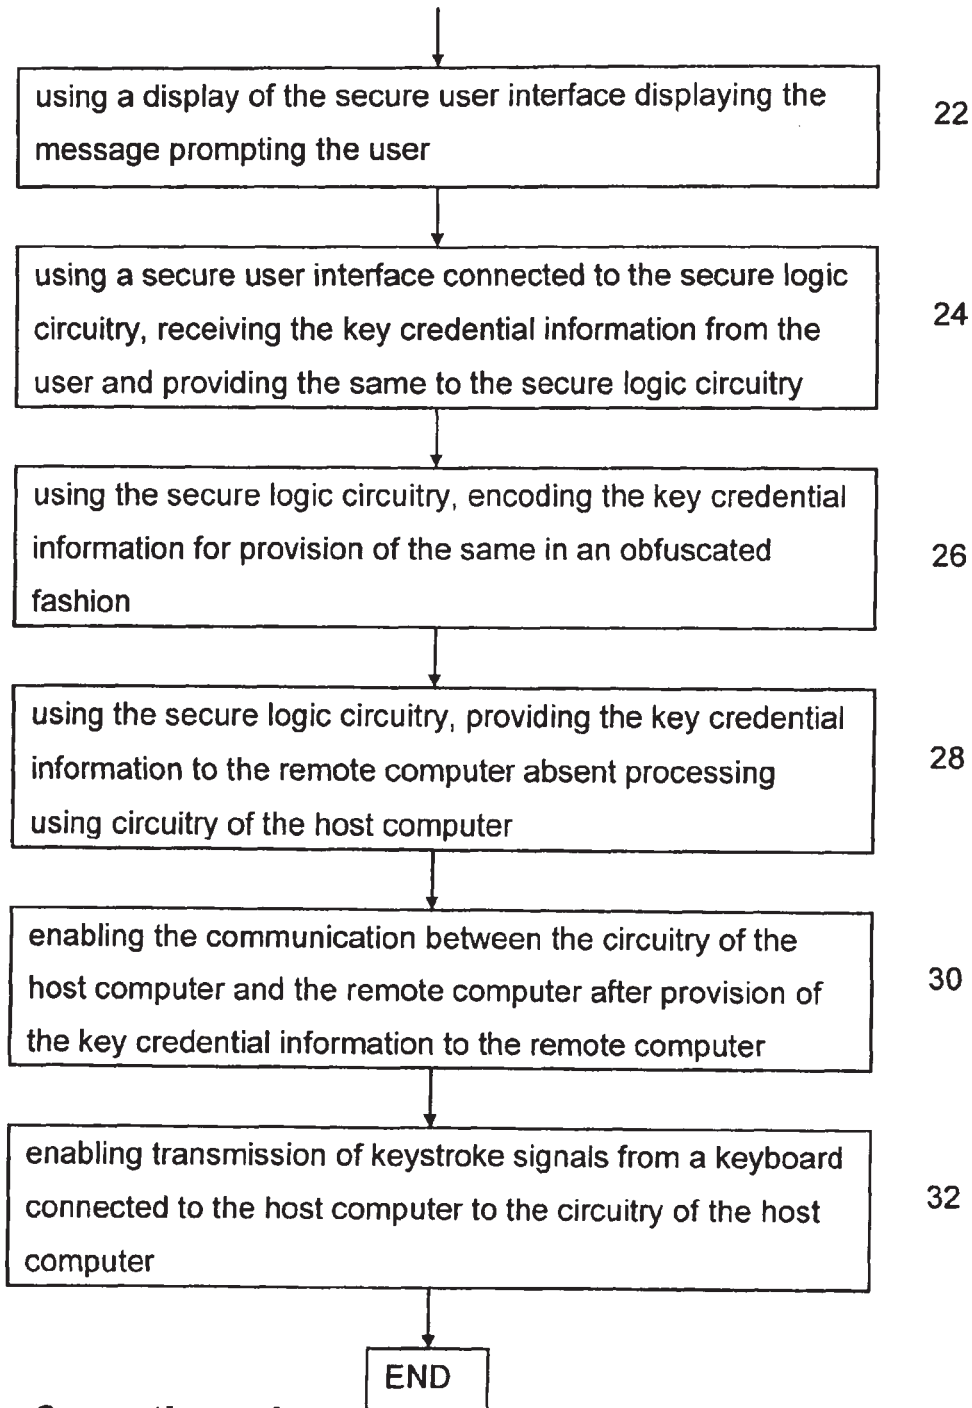 using a display of the secure user interface displaying the
message prompting the user
22
using a secure user interface connected to the secure logic
circuitry, receiving the key credential information from the
user and providing the same to the secure logic circuitry
24
using the secure logic circuitry, encoding the key credential
information for provision of the same in an obfuscated
fashion
26
using the secure logic circuitry, providing the key credential
information to the remote computer absent processing
using circuitry of the host computer
28
enabling the communication between the circuitry of the
host computer and the remote computer after provision of
the key credential information to the remote computer
30
enabling transmission of keystroke signals from a keyboard
connected to the host computer to the circuitry of the host
computer
32
END